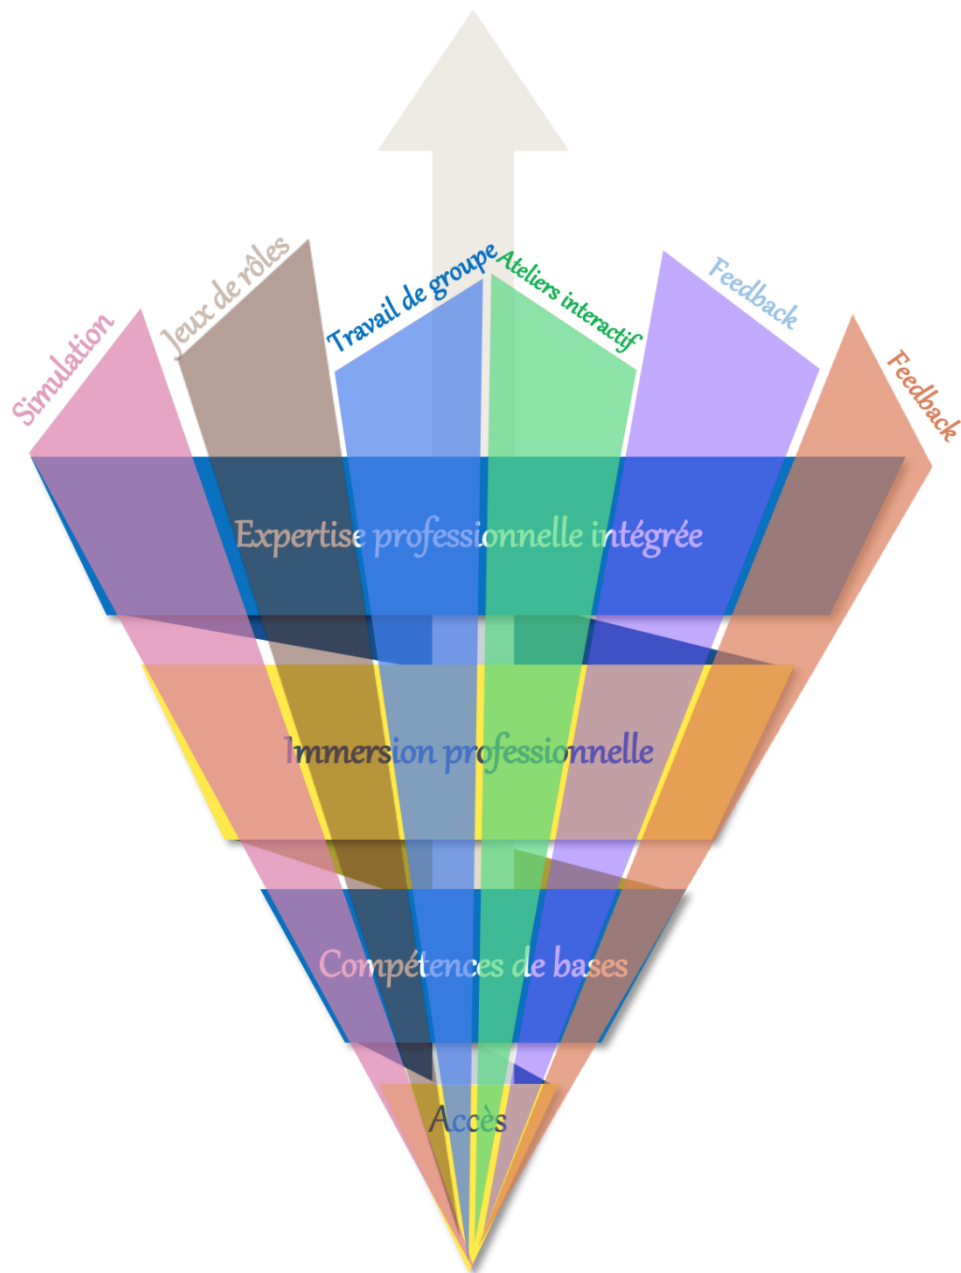 Simulation
Jeux de rôles
Travail de groupe
Ateliers interactif
Feedback
Feedback
Expertise professionnelle intégrée
Immersion professionnelle
Compétences de bases
Accès